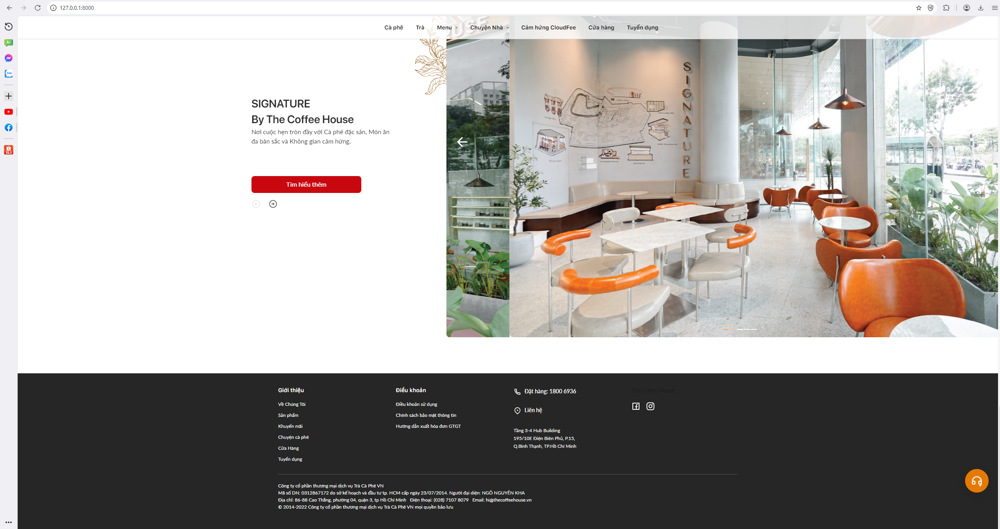 127.0.0.1:8000
Cà phê
Trà
Menu
Chuyện Nhà
Cảm hứng CloudFee
Cửa hàng
Tuyển dụng
AI
Zalo
15.1
SIGNATURE
By The Coffee House
Nơi cuộc hẹn tròn đầy với Cà phê đặc sản, Món ăn
đa bản sắc và Không gian cảm hứng.
Tìm hiểu thêm
SIGNATURE
Giới thiệu
Về Chúng Tôi
Sản phẩm
Khuyến mãi
Chuyện cà phê
Cửa Hàng
Tuyển dụng
Điều khoản
Điều khoản sử dụng
Chính sách bảo mật thông tin
Hướng dẫn xuất hóa đơn GTGT
Đặt hàng: 1800 6936
Liên hệ
Tầng 3-4 Hub Building
195/10E Điện Biên Phủ, P.15,
Q.Bình Thạnh, TP.Hồ Chí Minh
The Coffee House
Công ty cổ phần thương mại dịch vụ Trà Cà Phê VN
Mã số DN: 0312867172 do sở kế hoạch và đầu tư tp. HCM cấp ngày 23/07/2014. Người đại diện: NGÔ NGUYÊN KHA
Địa chỉ: 86-88 Cao Thắng, phường 04, quận 3, tp Hồ Chí Minh Điện thoại: (028) 7107 8079 Email: hi@thecoffeehouse.vn
© 2014-2022 Công ty cổ phần thương mại dịch vụ Trà Cà Phê VN mọi quyền bảo lưu